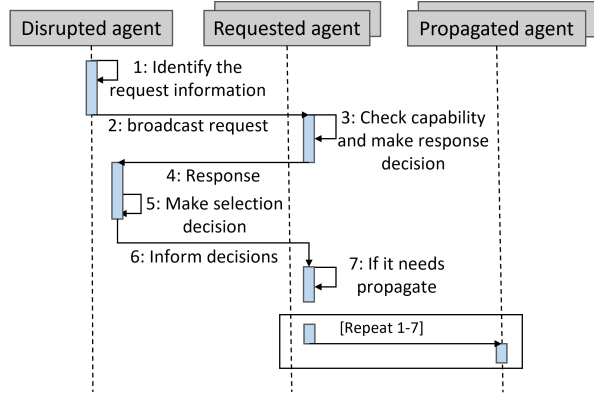 Disrupted agent
Requested agent
Propagated agent
1: Identify the
request information
2: broadcast request
3: Check capability
and make response
decision
4: Response
5: Make selection
decision
6: Inform decisions
7: If it needs
propagate
[Repeat 1-7]